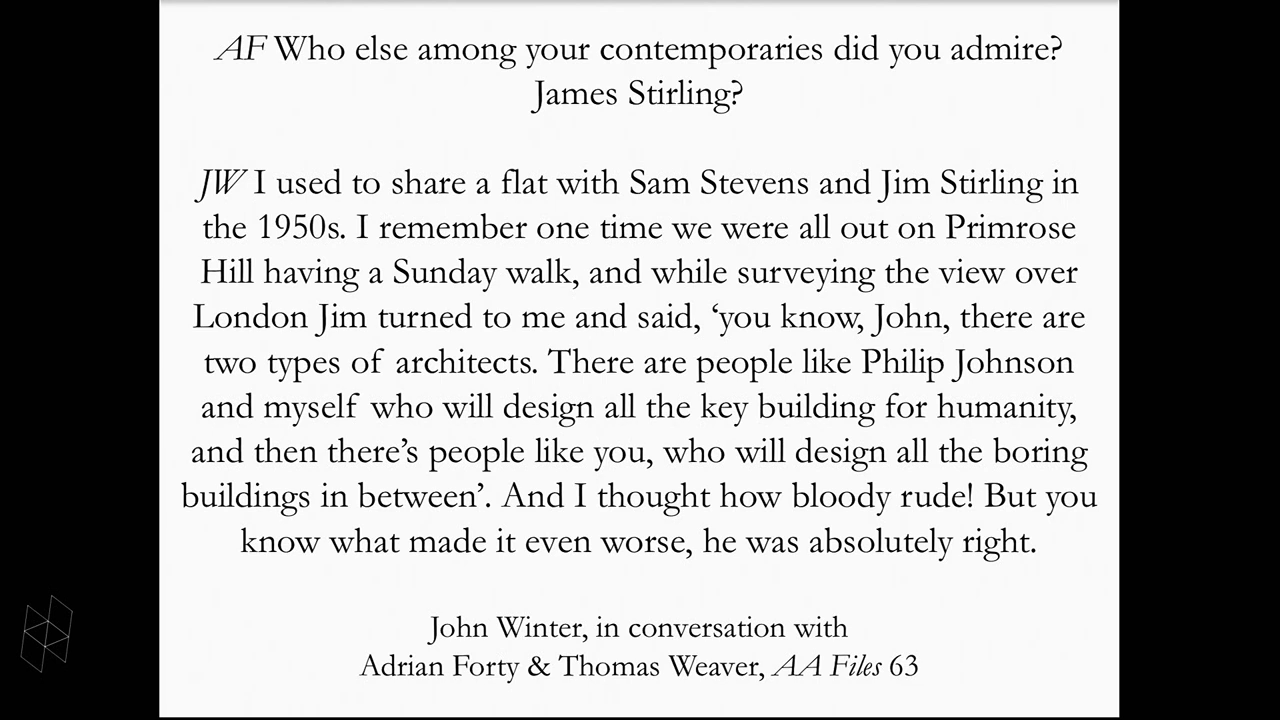 AF Who else among your contemporaries did you admire?
James Stirling?
JW I used to share a flat with Sam Stevens and Jim Stirling in
the 1950s. I remember one time we were all out on Primrose
Hill having a Sunday walk, and while surveying the view over
London Jim turned to me and said, ‘you know, John, there are
two types of architects. There are people like Philip Johnson
and myself who will design all the key building for humanity,
and then there’s people like you, who will design all the boring
buildings in between’. And I thought how bloody rude! But you
know what made it even worse, he was absolutely right.
John Winter, in conversation with
Adrian Forty & Thomas Weaver, AA Files 63